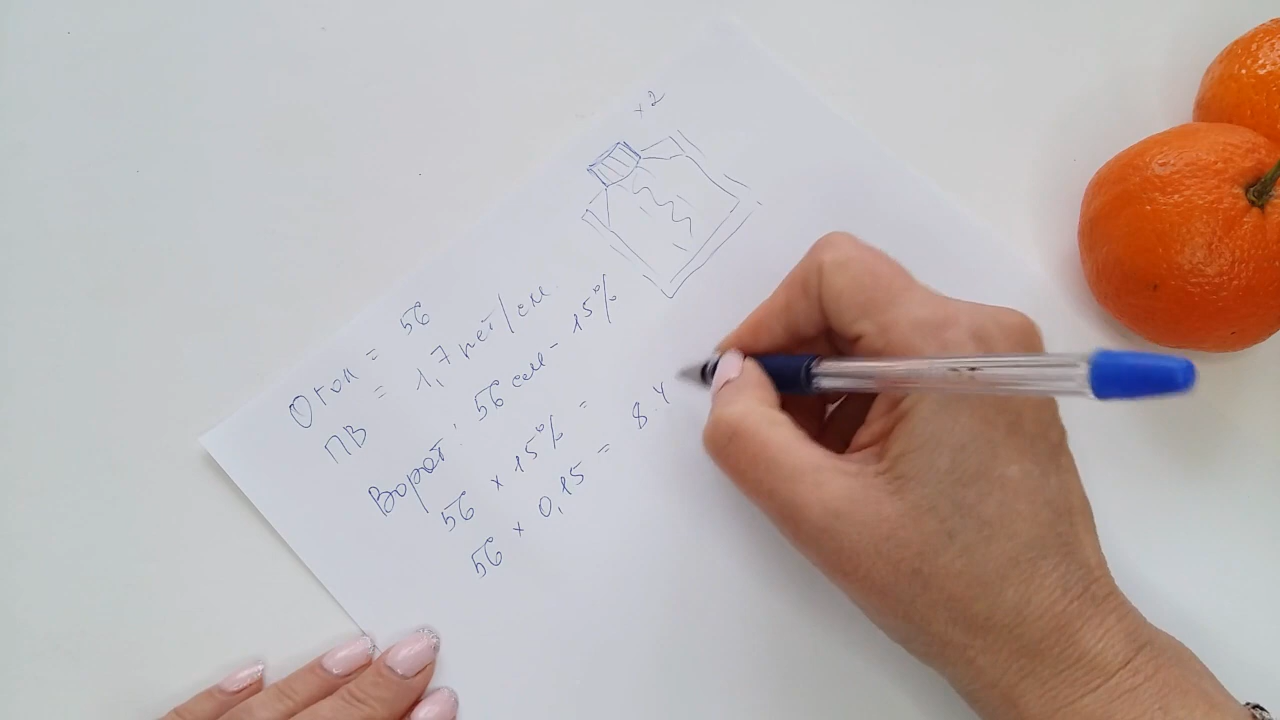 x 2
Огол = 56
ПВ = 1,7 пет/см
Ворот: 56 см - 15%
56 x 15% =
56 x 0,15 = 8.4